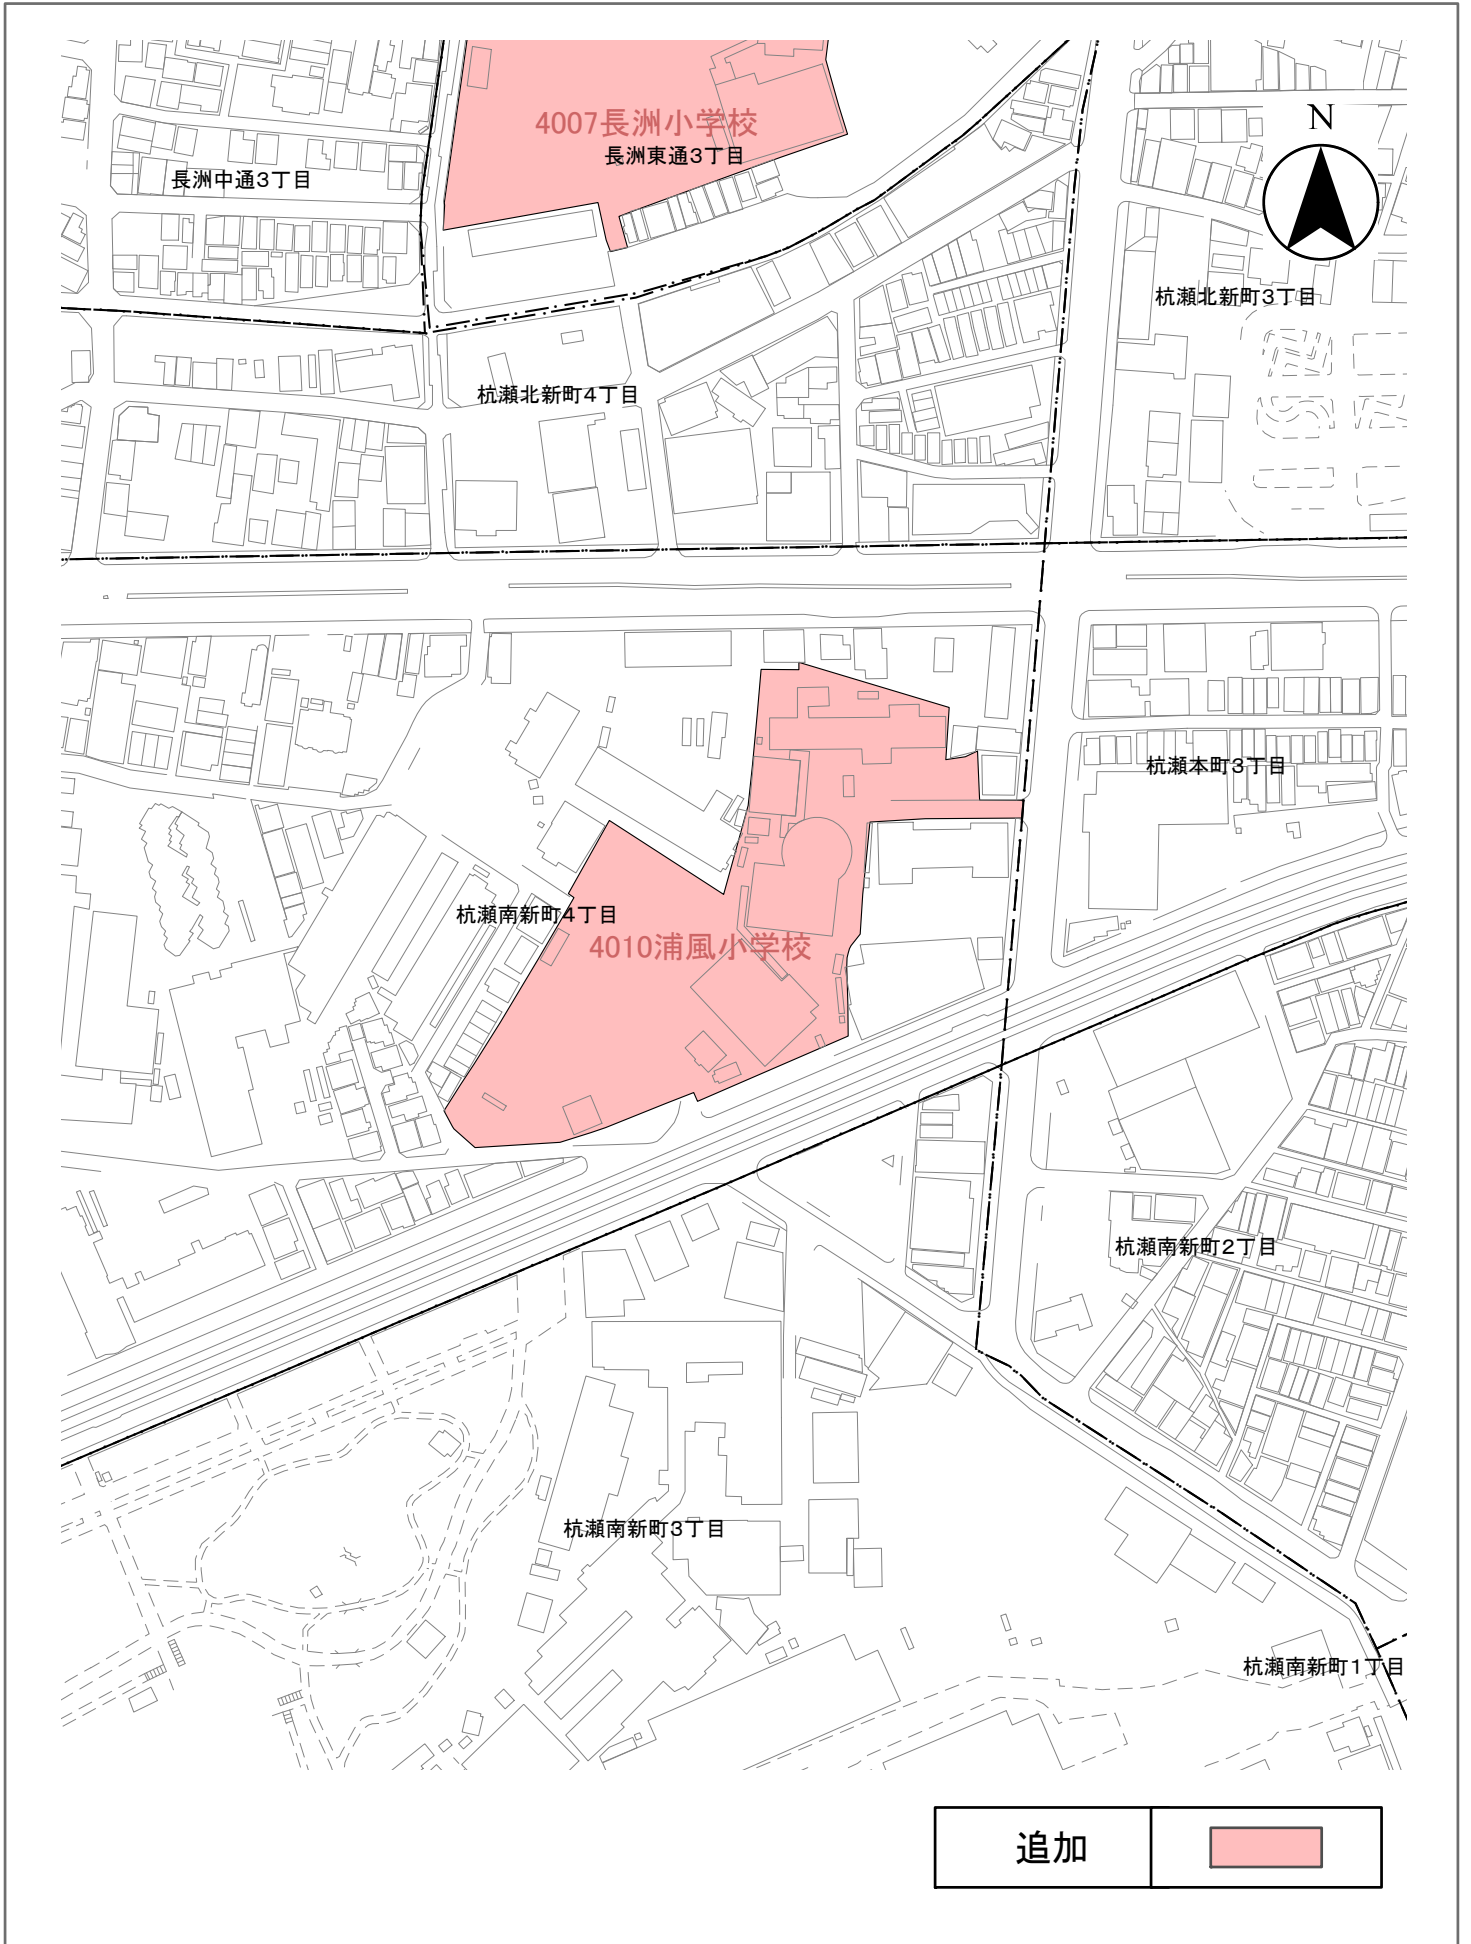 N
4007長洲小学校
長洲東通3丁目
長洲中通3丁目
杭瀬北新町3丁目
杭瀬北新町4丁目
杭瀬本町3丁目
杭瀬南新町4丁目
4010浦風小学校
杭瀬南新町2丁目
杭瀬南新町3丁目
杭瀬南新町1丁目
追加